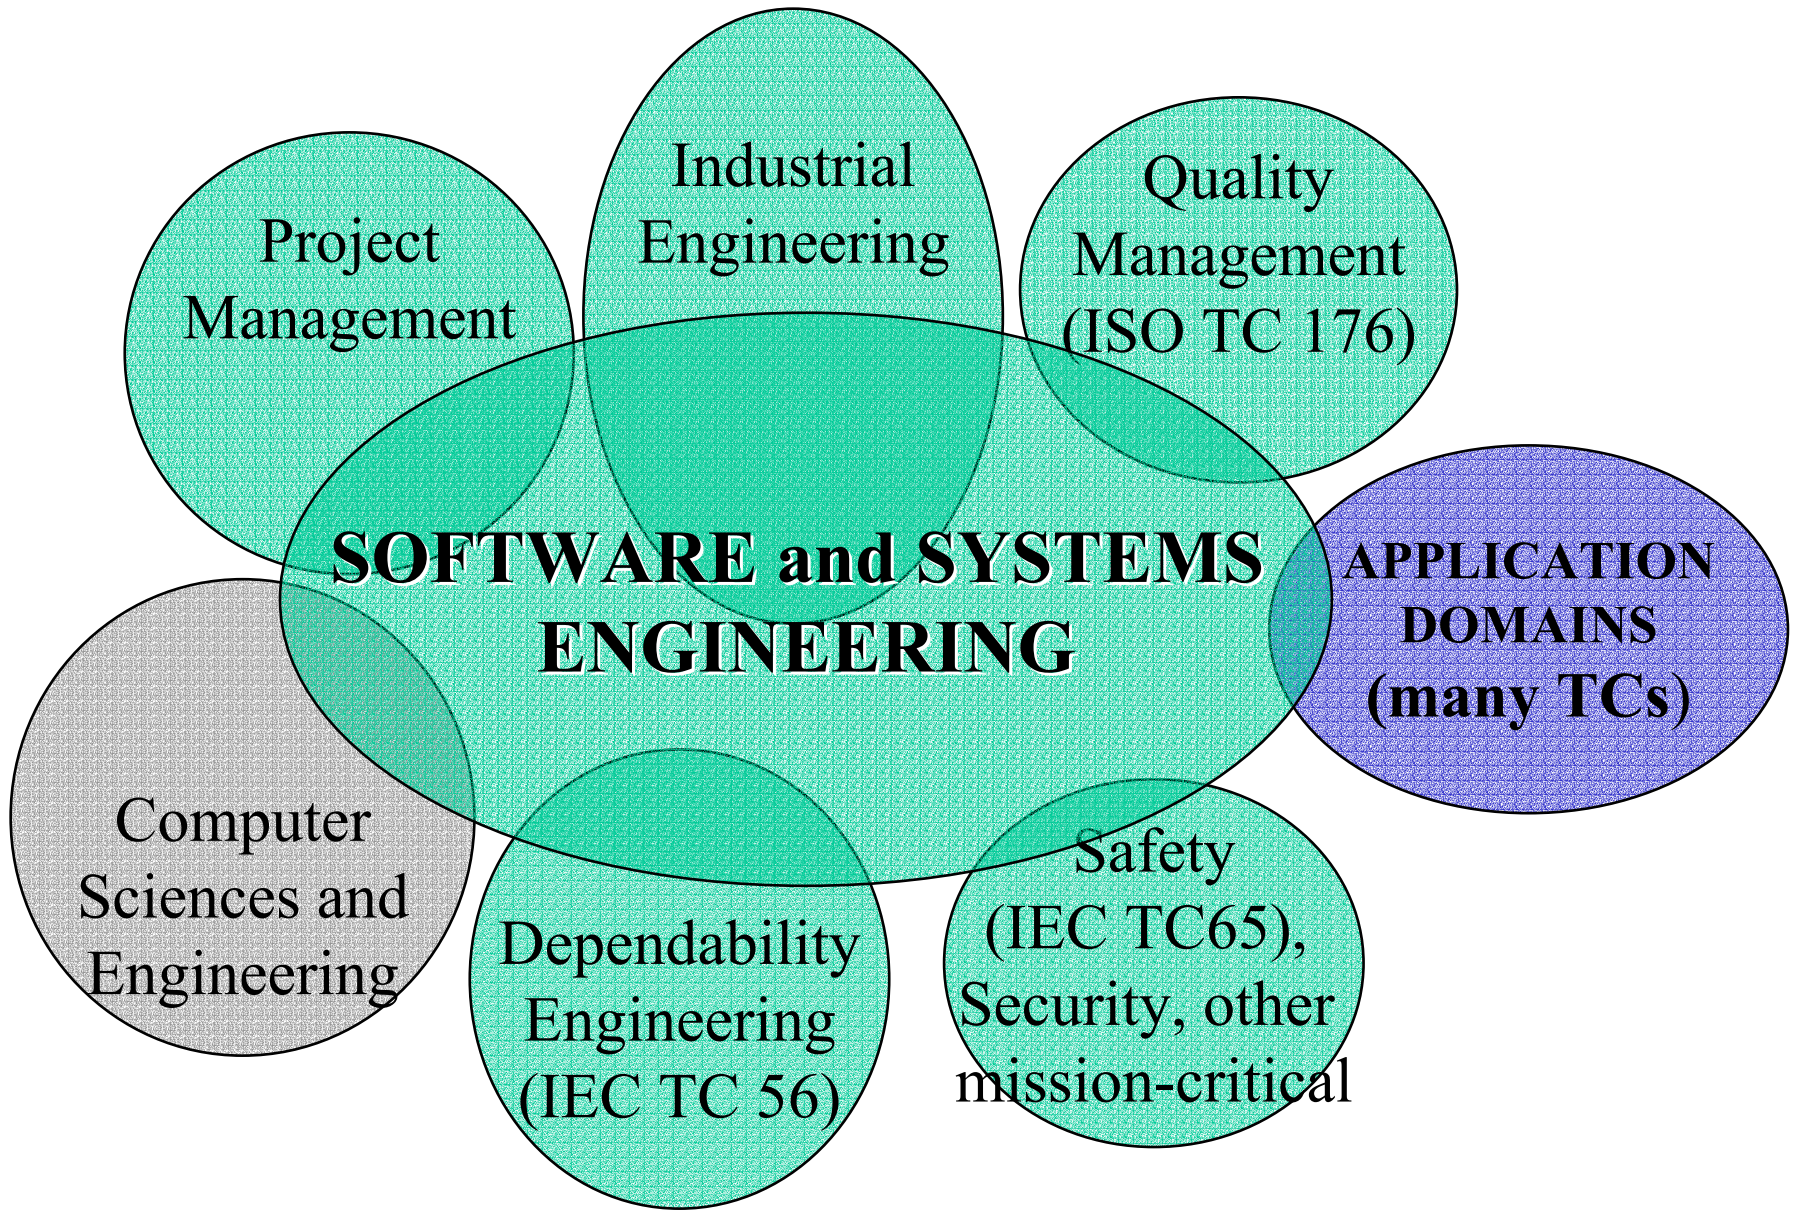 Industrial
Engineering
Quality
Management
(ISO TC 176)
Project
Management
SOFTWARE and SYSTEMS
ENGINEERING
APPLICATION
DOMAINS
(many TCs)
Computer
Sciences and
Engineering
Dependability
Engineering
(IEC TC 56)
Safety
(IEC TC65),
Security, other
mission-critical